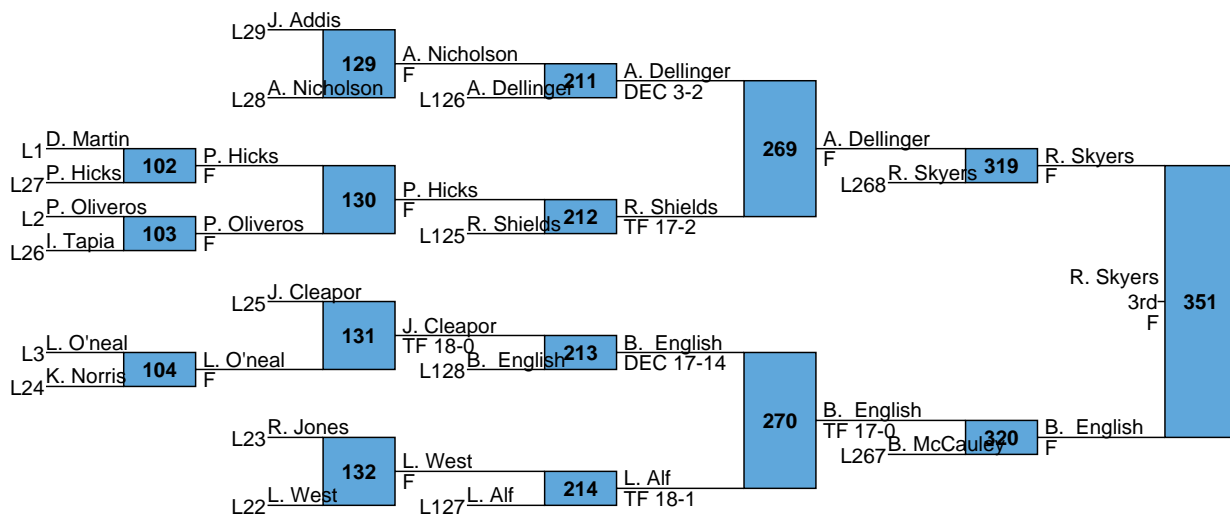 J. Addis
L29
129
A. Nicholson
F
A. Nicholson
L28
211
A. Dellinger
L126
A. Dellinger
DEC 3-2
D. Martin
L1
102
P. Hicks
L27
P. Hicks
F
P. Oliveros
L2
103
I. Tapia
L26
P. Oliveros
F
130
P. Hicks
F
212
R. Shields
L125
R. Shields
TF 17-2
269
A. Dellinger
F
319
R. Skyers
L268
R. Skyers
F
J. Cleapor
L25
131
L. O'neal
L3
104
K. Norris
L24
L. O'neal
F
J. Cleapor
TF 18-0
213
B.  English
L128
B.  English
DEC 17-14
R. Jones
L23
132
L. West
L22
L. West
F
214
L. Alf
L127
L. Alf
TF 18-1
270
B.  English
TF 17-0
320
B. McCauley
L267
B.  English
F
R. Skyers
3rd
F
351